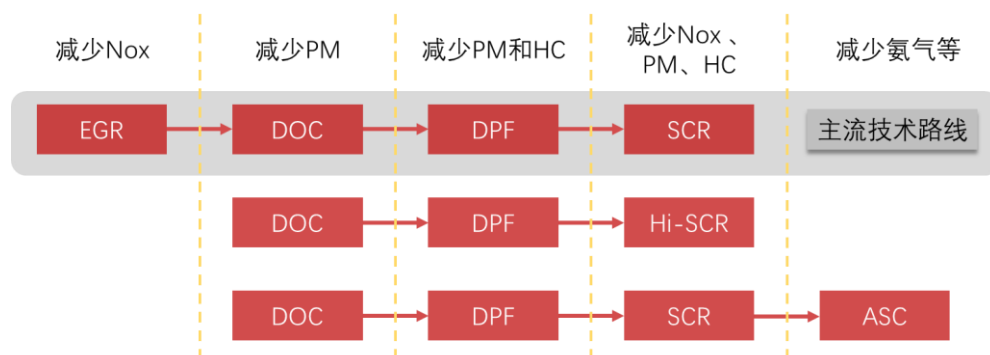 减少Nox
减少PM
减少PM和HC
减少Nox 、
PM、HC
减少氨气等
EGR
DOC
DPF
SCR
主流技术路线
DOC
DPF
Hi-SCR
DOC
DPF
SCR
ASC